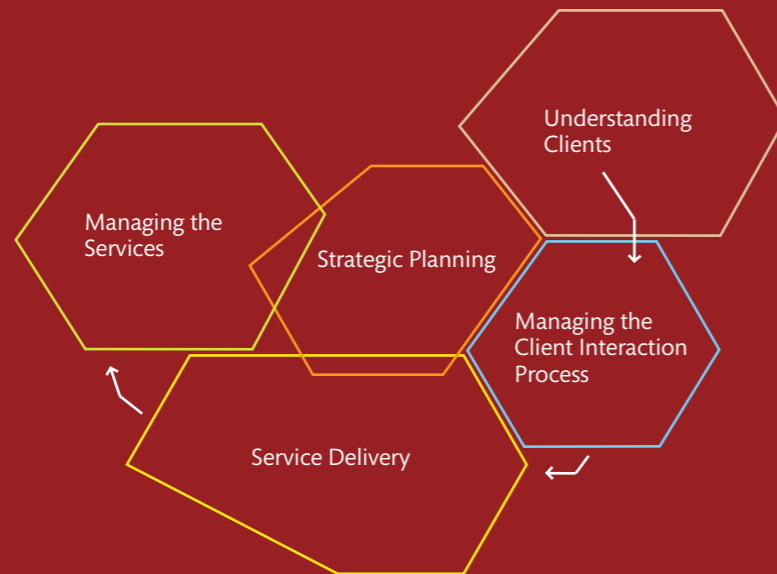 Understanding
Clients
Managing the
Services
Strategic Planning
Managing the
Client Interaction
Process
Service Delivery